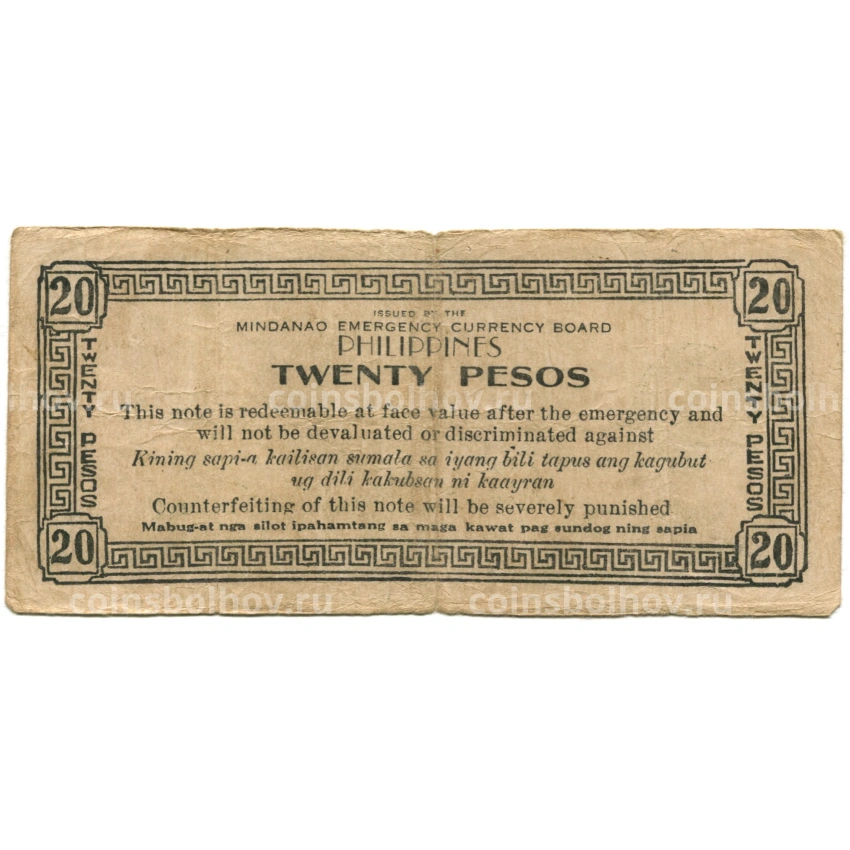 20 20
ISSUED BY THE
MINDANAO EMERGENCY CURRENCY BOARD
PHILIPPINES
TWENTY PESOS
This note is redeemable at face value after the emergency and
will not be devaluated or discriminated against
Kining sapi-a kailisan sumala sa iyang bili tapus ang kagubut
ug dili kakubsan ni kaayran
Counterfeiting of this note will be severely punished
Mabug-at nga silot ipahamtang sa maga kawat pag sundog ning sapia
TWENTY PESOS
TWENTY PESOS
20 20
coinsbolhov.ru
coinsbolhov.ru
coinsbolhov.ru